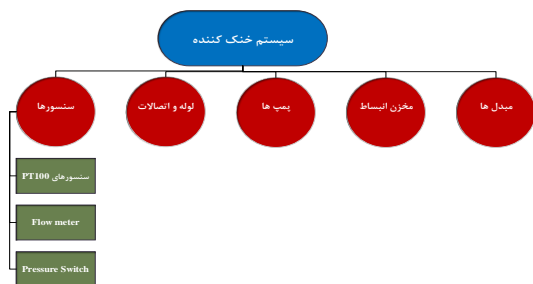 سیستم خنک کننده
مبدل ها
مخزن انبساط
پمپ ها
لوله و اتصالات
سنسورها
سنسورهای PT100
Flow meter
Pressure Switch